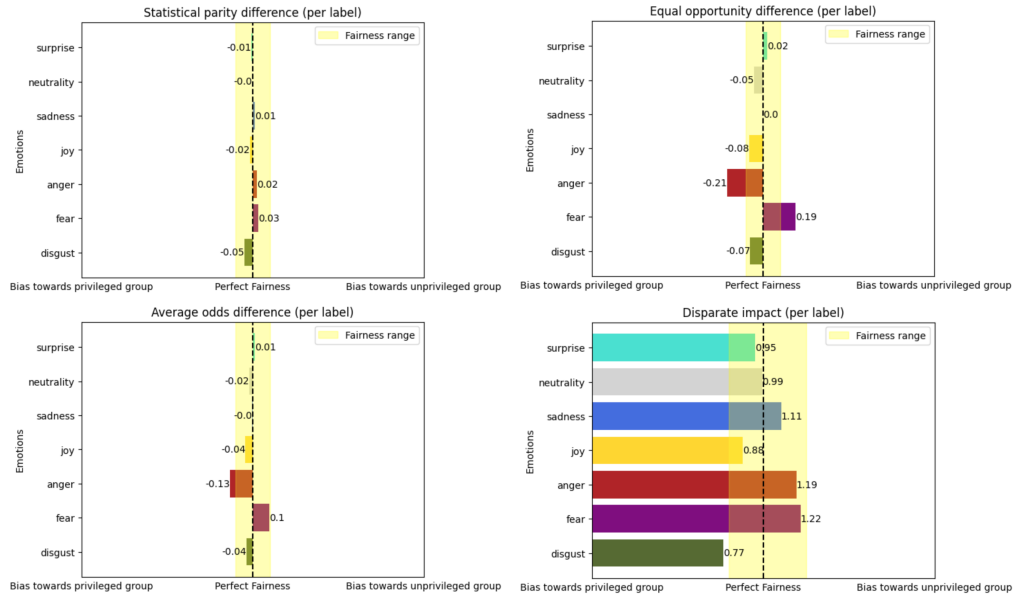 Statistical parity difference (per label)
Fairness range
Emotions
surprise -0.01
neutrality -0.0
sadness 0.01
joy -0.02
anger 0.02
fear 0.03
disgust -0.05
Bias towards privileged group Perfect Fairness Bias towards unprivileged group
Equal opportunity difference (per label)
Fairness range
Emotions
surprise 0.02
neutrality -0.05
sadness 0.0
joy -0.08
anger -0.21
fear 0.19
disgust -0.07
Bias towards privileged group Perfect Fairness Bias towards unprivileged group
Average odds difference (per label)
Fairness range
Emotions
surprise 0.01
neutrality -0.02
sadness -0.0
joy -0.04
anger -0.13
fear 0.1
disgust -0.04
Bias towards privileged group Perfect Fairness Bias towards unprivileged group
Disparate impact (per label)
Fairness range
Emotions
surprise 0.95
neutrality 0.99
sadness 1.11
joy 0.88
anger 1.19
fear 1.22
disgust 0.77
Bias towards privileged group Perfect Fairness Bias towards unprivileged group